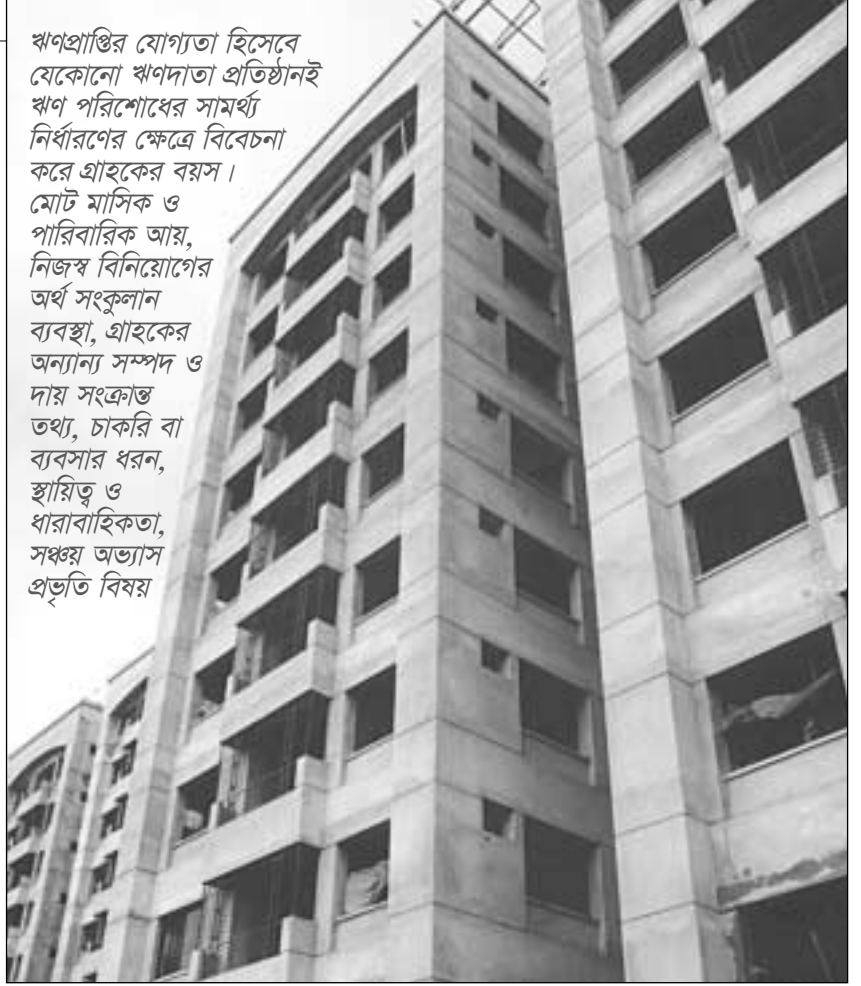 ঋণপ্রাপ্তির যোগ্যতা হিসেবে
যেকোনো ঋণদাতা প্রতিষ্ঠানই
ঋণ পরিশোধের সামর্থ্য
নির্ধারণের ক্ষেত্রে বিবেচনা
করে গ্রাহকের বয়স।
মোট মাসিক ও
পারিবারিক আয়,
নিজস্ব বিনিয়োগের
অর্থ সংকুলান
ব্যবস্থা, গ্রাহকের
অন্যান্য সম্পদ ও
দায় সংক্রান্ত
তথ্য, চাকরি বা
ব্যবসার ধরন,
স্থায়িত্ব ও
ধারাবাহিকতা,
সঞ্চয় অভ্যাস
প্রভৃতি বিষয়